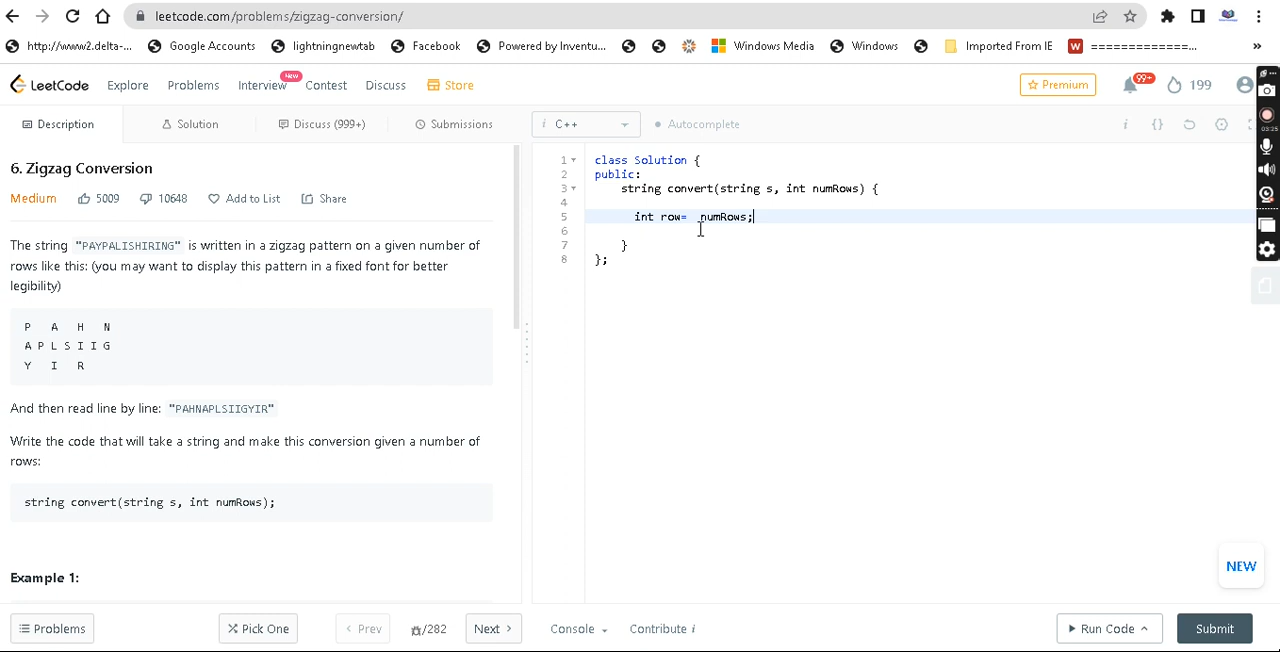 leetcode.com/problems/zigzag-conversion/
http://www2.delta-... Google Accounts lightningnewtab Facebook Powered by Inventu... Windows Media Windows Imported From IE W =============... »
LeetCode Explore Problems Interview New Contest Discuss Store Premium 99+ 199
Description Solution Discuss (999+) Submissions i C++ Autocomplete i {}
03:25
6. Zigzag Conversion
Medium 5009 10648 Add to List Share
The string "PAYPALISHIRING" is written in a zigzag pattern on a given number of
rows like this: (you may want to display this pattern in a fixed font for better
legibility)
P A H N
A P L S I I G
Y I R
And then read line by line: "PAHNAPLSIIGYIR"
Write the code that will take a string and make this conversion given a number of
rows:
string convert(string s, int numRows);
Example 1:
1 class Solution {
2 public:
3 string convert(string s, int numRows) {
4
5 int row= numRows;
6
7 }
8 };
NEW
Problems Pick One < Prev /282 Next > Console Contribute i Run Code Submit